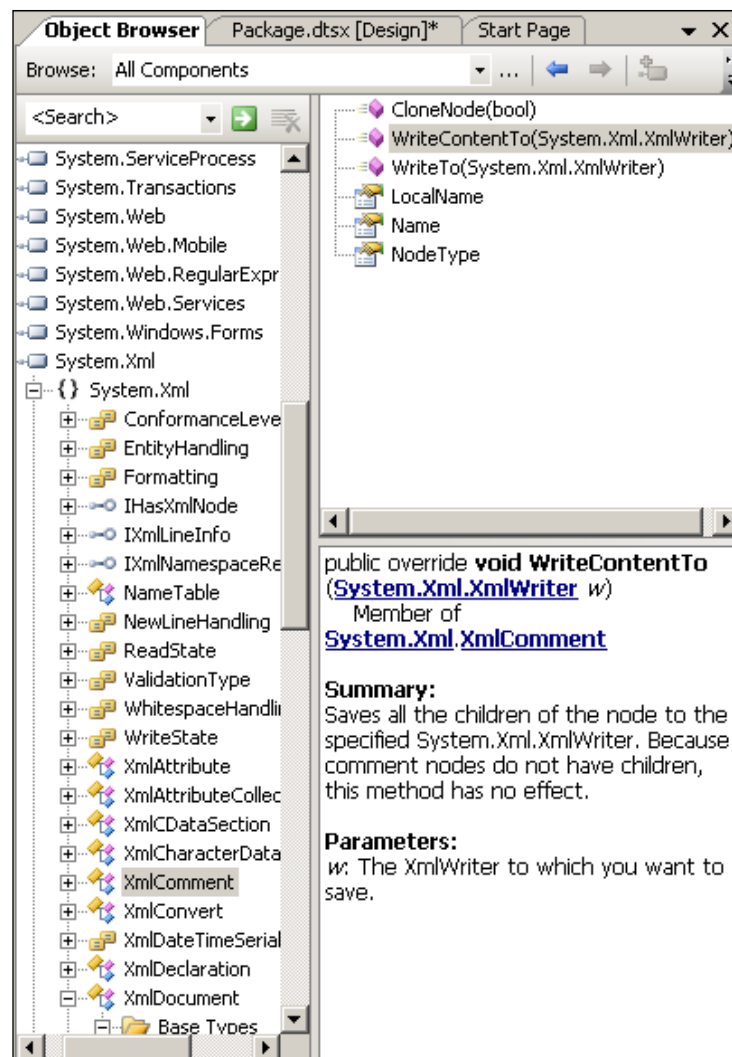 Object Browser
Package.dtsx [Design]*
Start Page
Browse: All Components
...
<Search>
System.ServiceProcess
System.Transactions
System.Web
System.Web.Mobile
System.Web.RegularExpr
System.Web.Services
System.Windows.Forms
System.Xml
{} System.Xml
ConformanceLeve
EntityHandling
Formatting
IHasXmlNode
IXmlLineInfo
IXmlNamespaceRe
NameTable
NewLineHandling
ReadState
ValidationType
WhitespaceHandlin
WriteState
XmlAttribute
XmlAttributeCollec
XmlCDataSection
XmlCharacterData
XmlComment
XmlConvert
XmlDateTimeSerial
XmlDeclaration
XmlDocument
Base Types
CloneNode(bool)
WriteContentTo(System.Xml.XmlWriter)
WriteTo(System.Xml.XmlWriter)
LocalName
Name
NodeType
public override void WriteContentTo
(System.Xml.XmlWriter w)
Member of
System.Xml.XmlComment
Summary:
Saves all the children of the node to the
specified System.Xml.XmlWriter. Because
comment nodes do not have children,
this method has no effect.
Parameters:
w: The XmlWriter to which you want to
save.